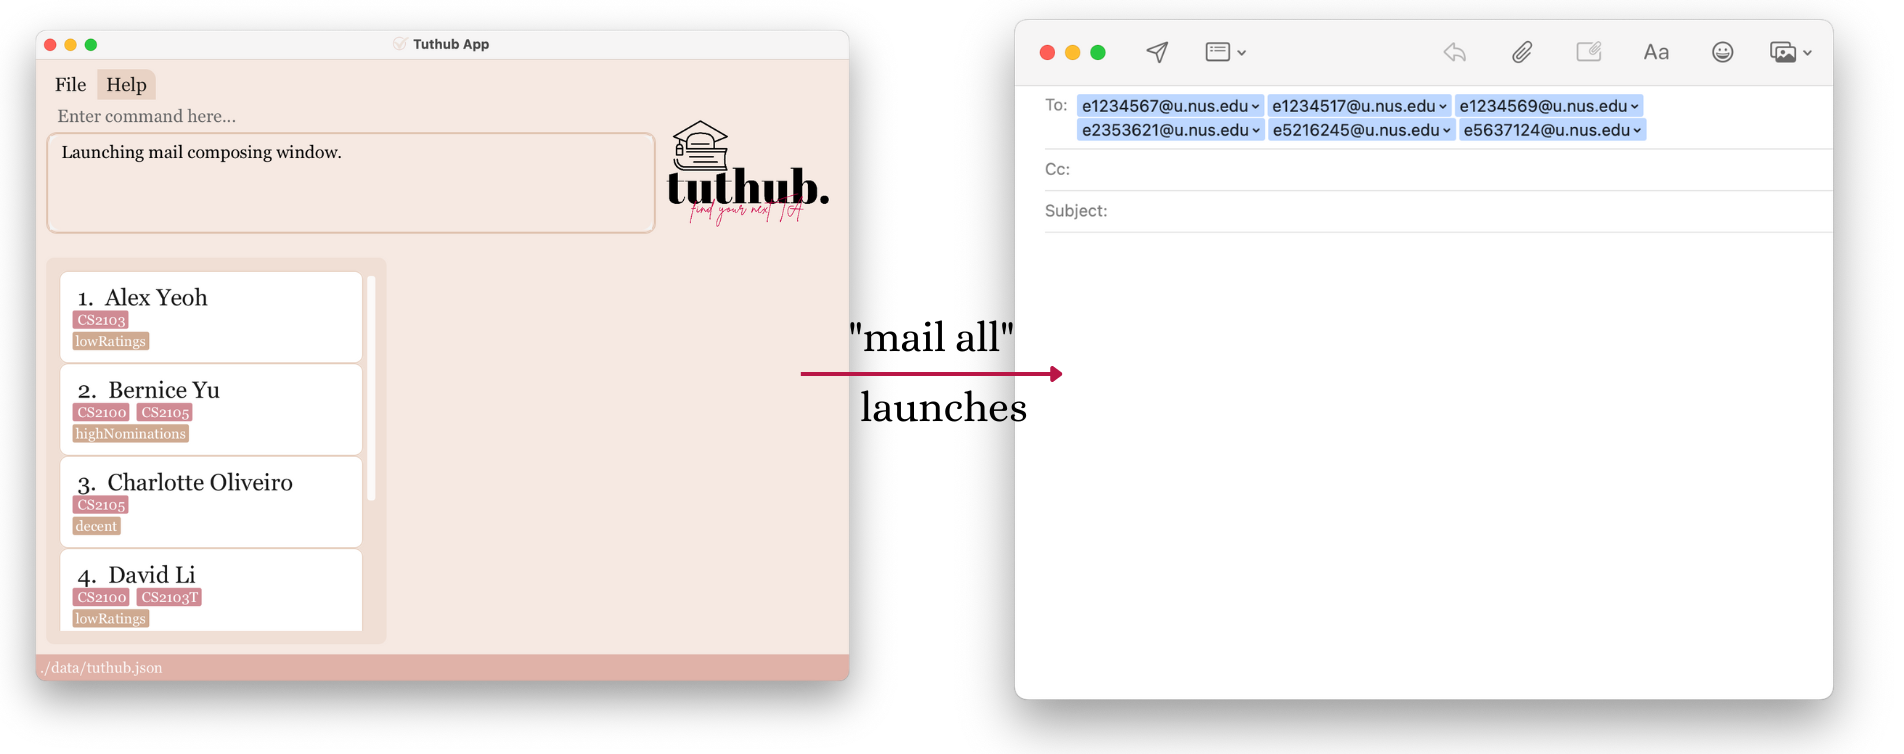 Tuthub App
File Help
Enter command here...
Launching mail composing window.
tuthub.
find your next TA
1. Alex Yeoh
CS2103
lowRatings
2. Bernice Yu
CS2100 CS2105
highNominations
3. Charlotte Oliveiro
CS2105
decent
4. David Li
CS2100 CS2103T
lowRatings
./data/tuthub.json
"mail all"
launches
Aa
To: e1234567@u.nus.edu e1234517@u.nus.edu e1234569@u.nus.edu
e2353621@u.nus.edu e5216245@u.nus.edu e5637124@u.nus.edu
Cc:
Subject: